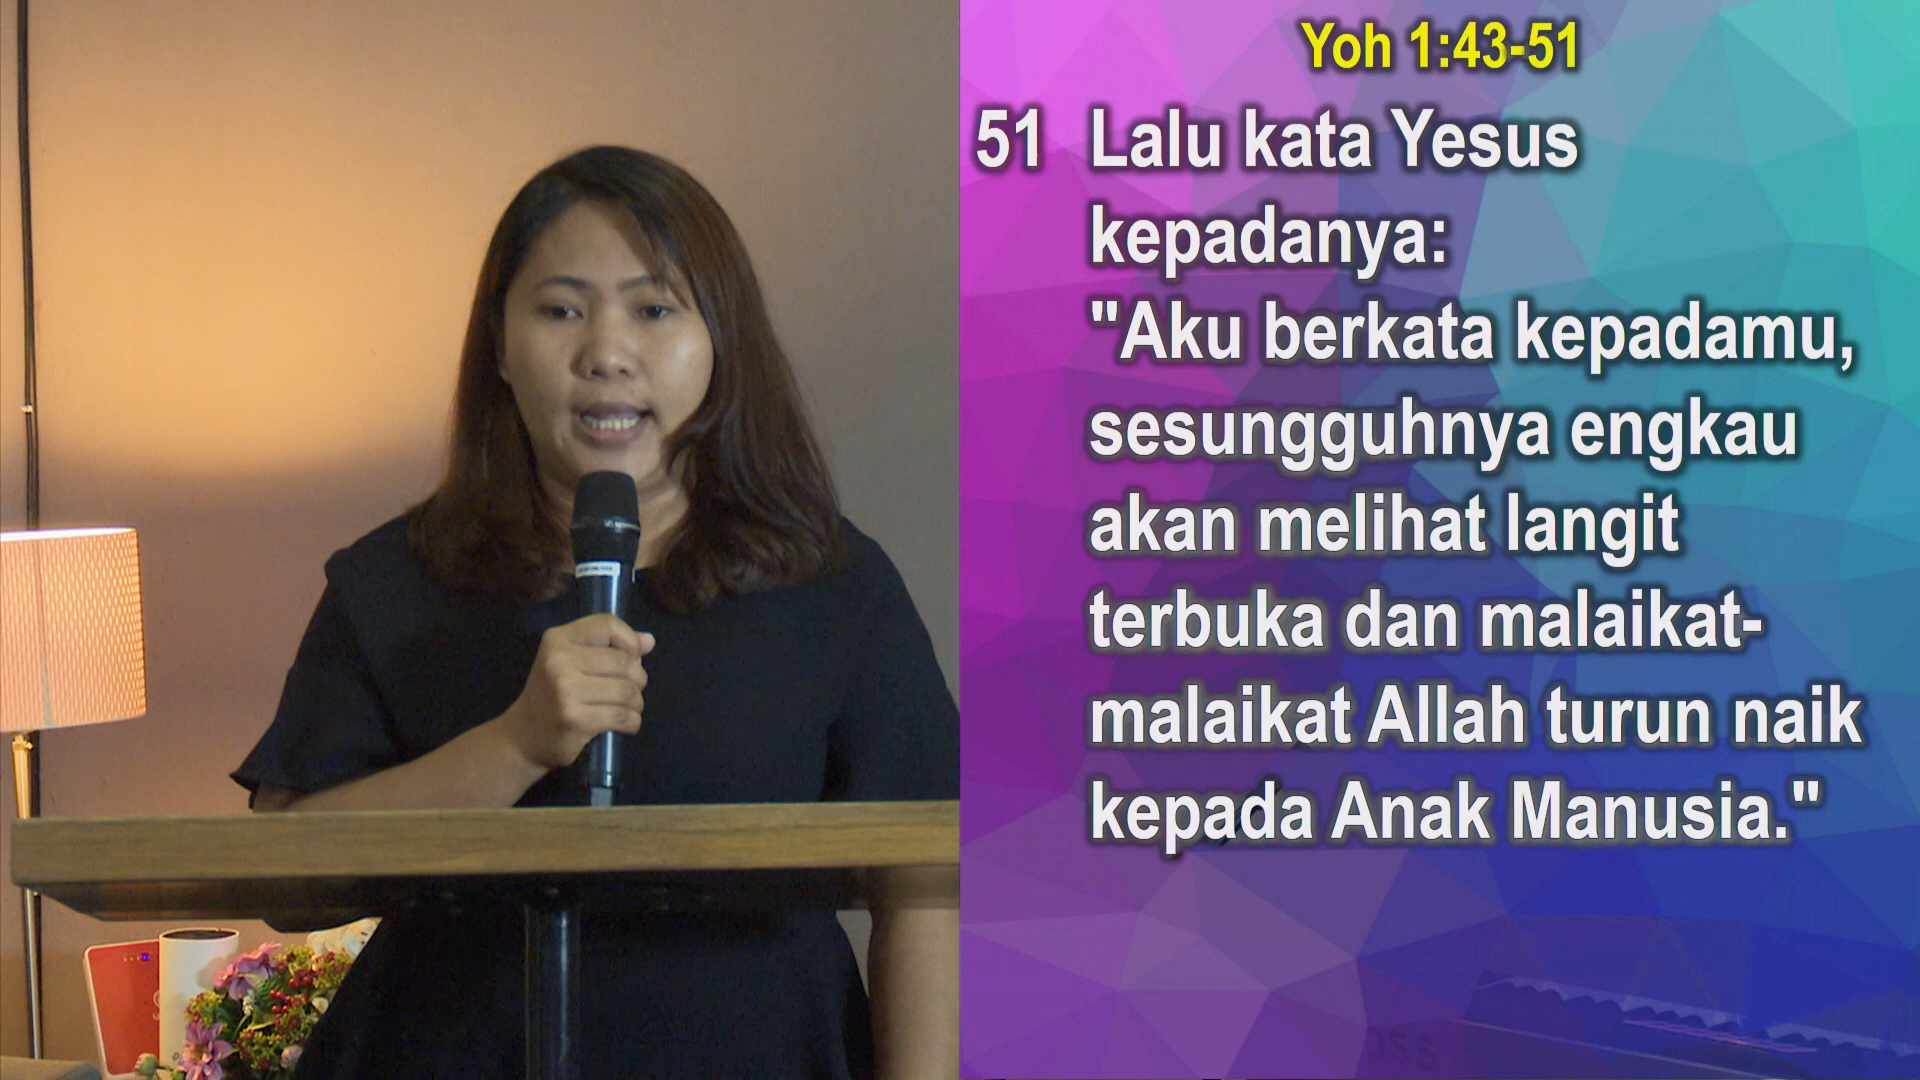 Yoh 1:43-51
51 Lalu kata Yesus
kepadanya:
"Aku berkata kepadamu,
sesungguhnya engkau
akan melihat langit
terbuka dan malaikat-
malaikat Allah turun naik
kepada Anak Manusia."